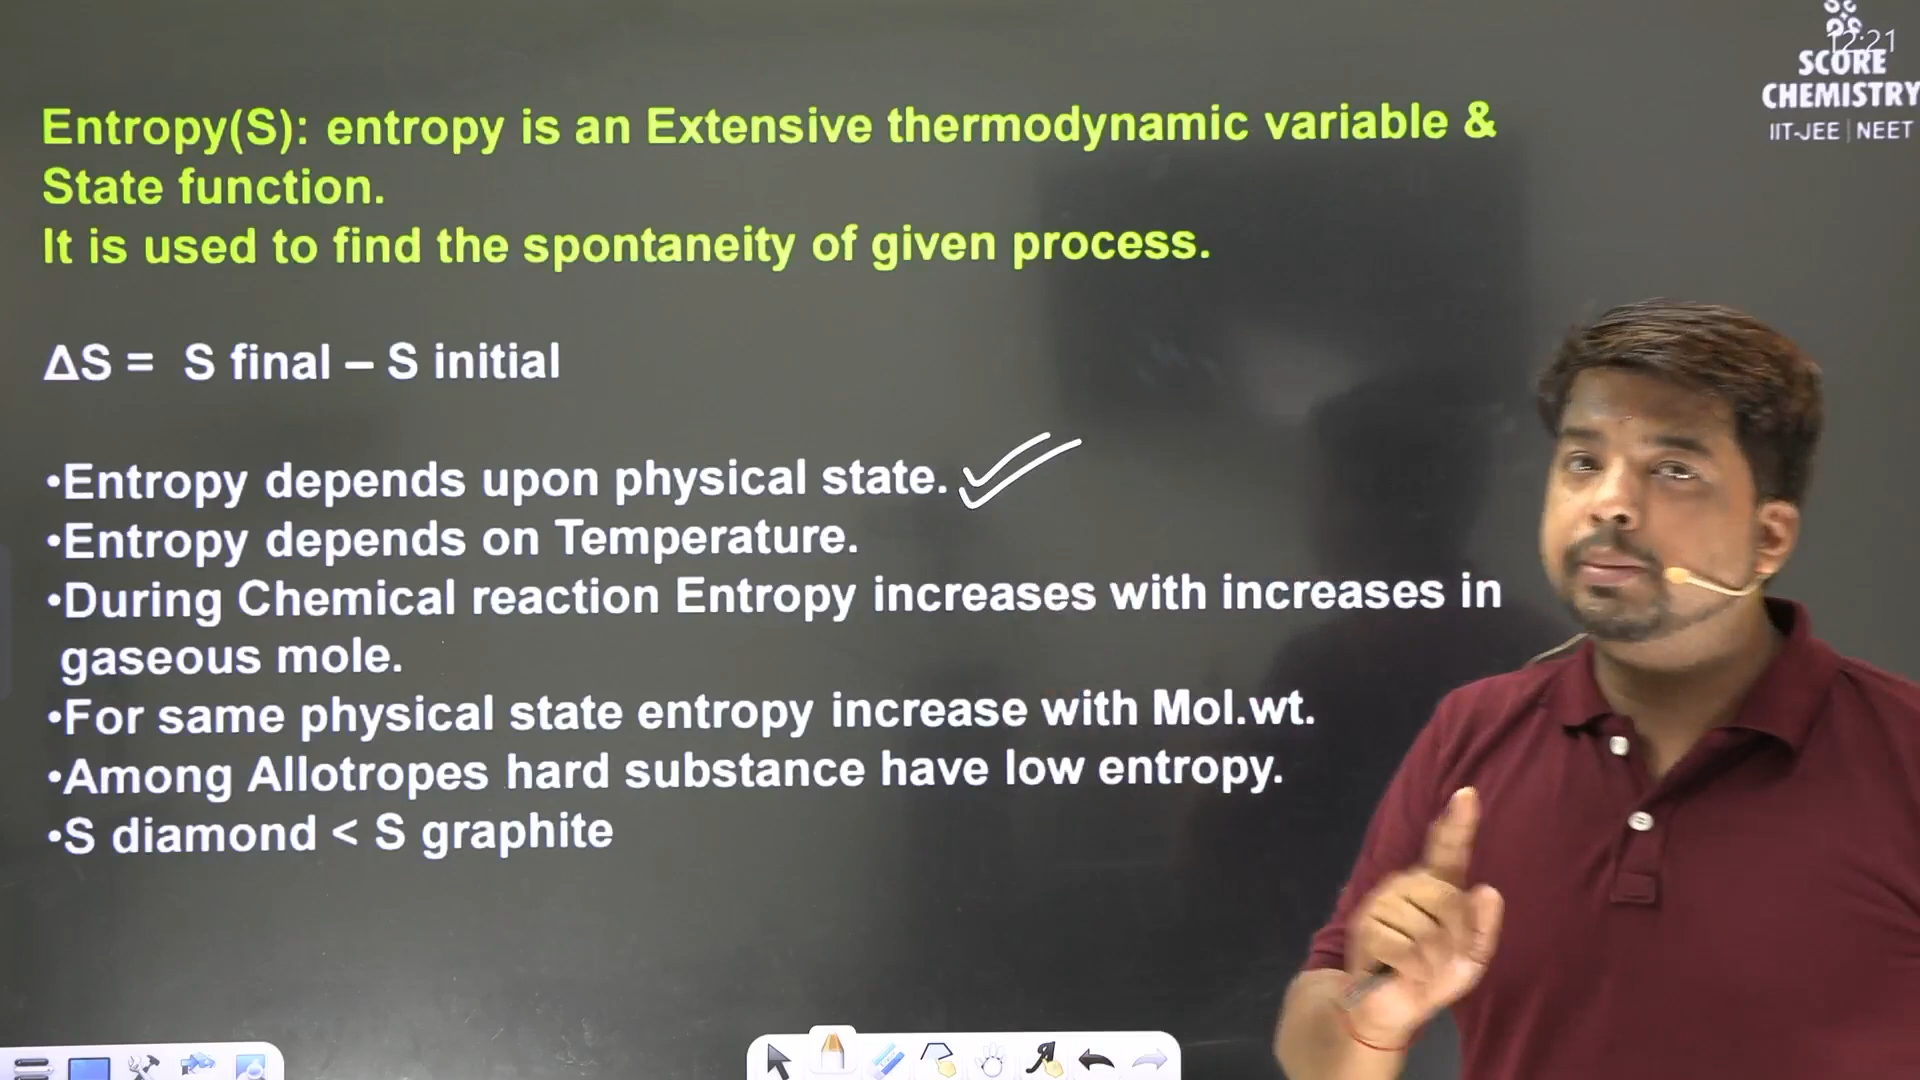 12:21
SCORE
CHEMISTRY
IIT-JEE | NEET
Entropy(S): entropy is an Extensive thermodynamic variable &
State function.
It is used to find the spontaneity of given process.
ΔS = S final – S initial
•Entropy depends upon physical state.
•Entropy depends on Temperature.
•During Chemical reaction Entropy increases with increases in
gaseous mole.
•For same physical state entropy increase with Mol.wt.
•Among Allotropes hard substance have low entropy.
•S diamond < S graphite